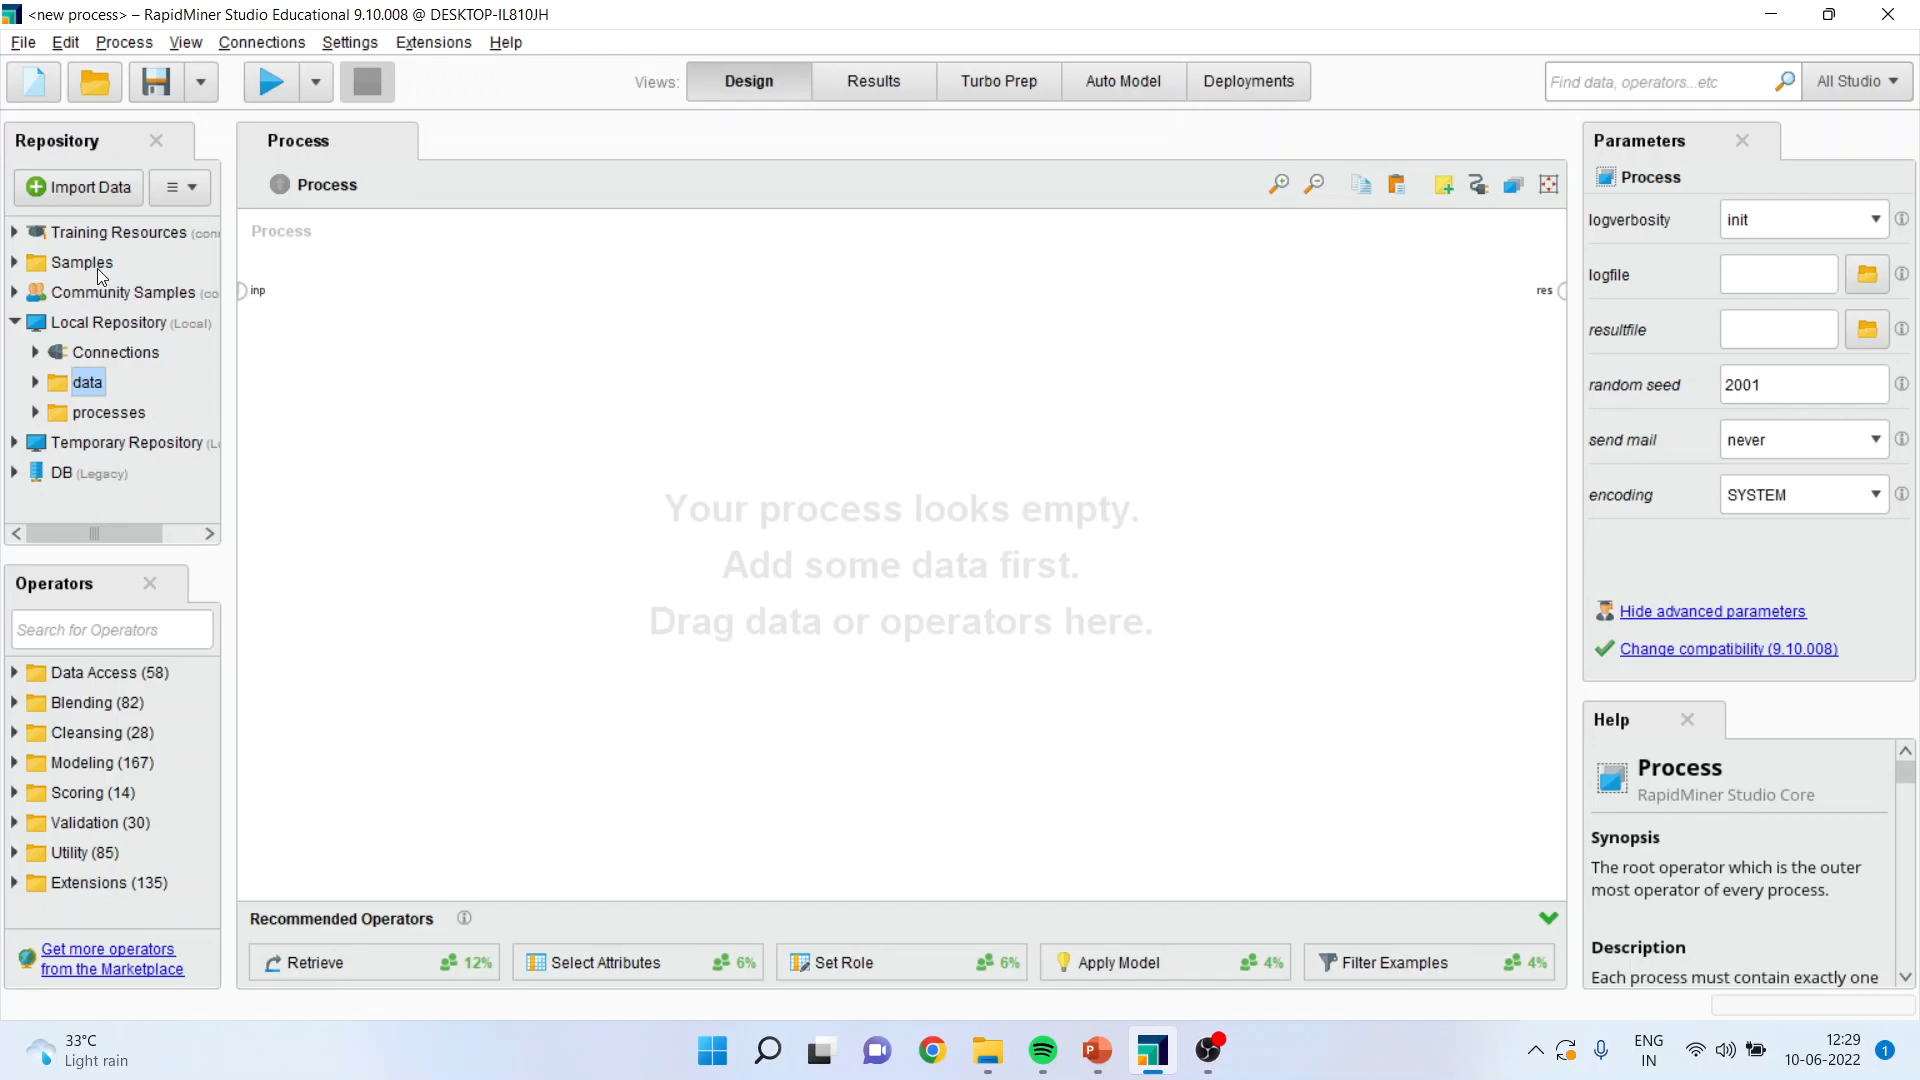 <new process> – RapidMiner Studio Educational 9.10.008 @ DESKTOP-IL810JH
File Edit Process View Connections Settings Extensions Help
Views: Design Results Turbo Prep Auto Model Deployments
Find data, operators...etc All Studio
Repository
Import Data
Training Resources
Samples
Community Samples
Local Repository (Local)
Connections
data
processes
Temporary Repository
DB (Legacy)
Operators
Search for Operators
Data Access (58)
Blending (82)
Cleansing (28)
Modeling (167)
Scoring (14)
Validation (30)
Utility (85)
Extensions (135)
Get more operators
from the Marketplace
Process
Process
Process
inp
res
Your process looks empty.
Add some data first.
Drag data or operators here.
Recommended Operators
Retrieve 12%
Select Attributes 6%
Set Role 6%
Apply Model 4%
Filter Examples 4%
Parameters
Process
logverbosity init
logfile
resultfile
random seed 2001
send mail never
encoding SYSTEM
Hide advanced parameters
Change compatibility (9.10.008)
Help
Process
RapidMiner Studio Core
Synopsis
The root operator which is the outer
most operator of every process.
Description
Each process must contain exactly one
33°C
Light rain
ENG
IN
12:29
10-06-2022
1